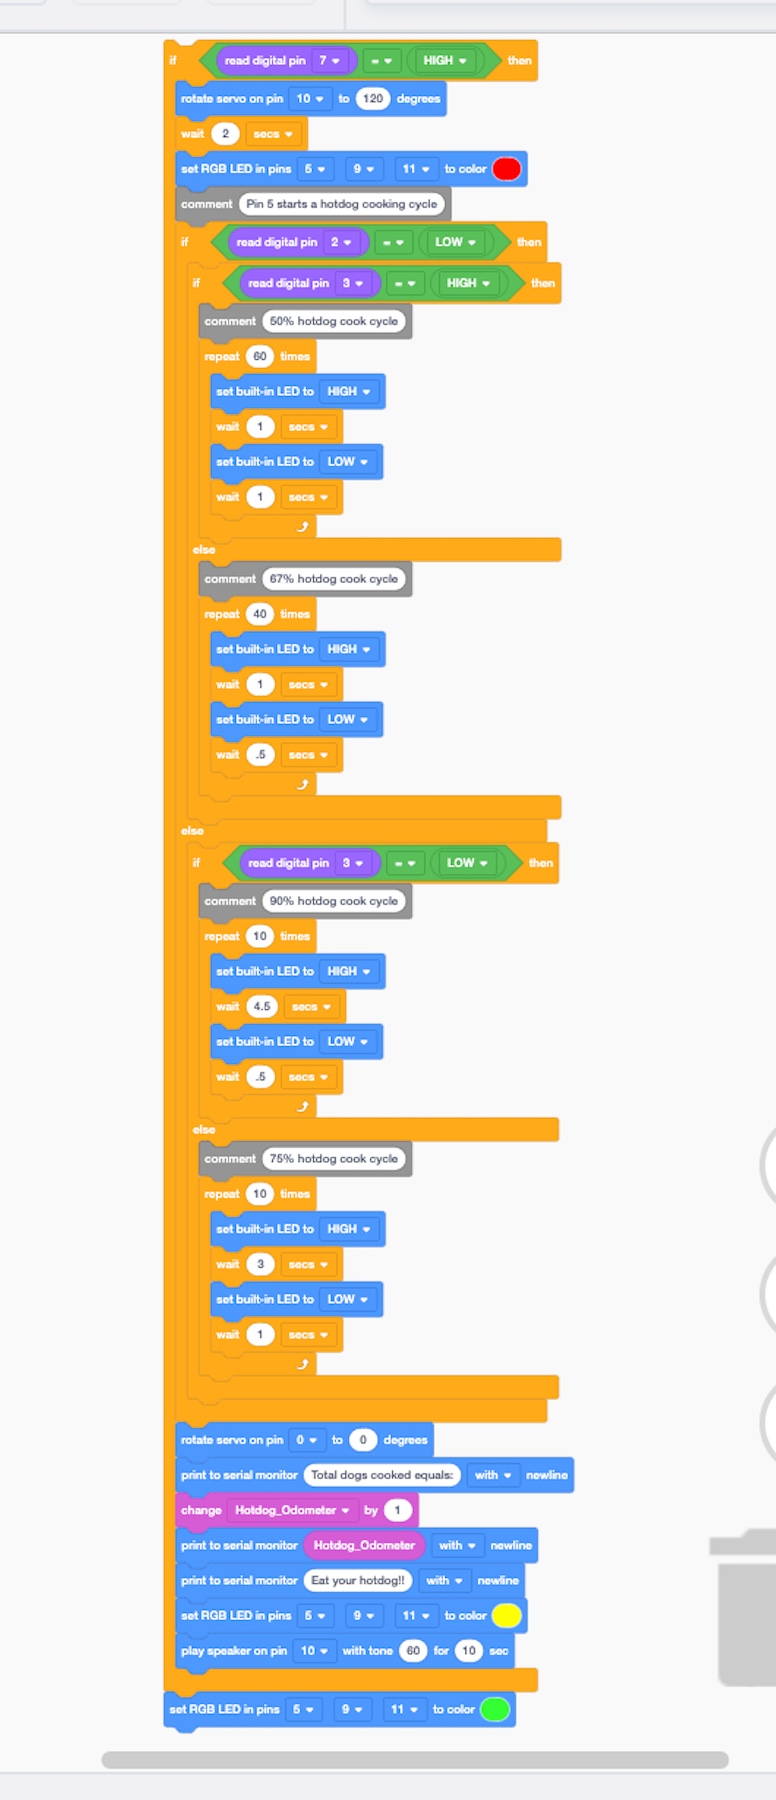 if read digital pin 7 = HIGH then
rotate servo on pin 10 to 120 degrees
wait 2 secs
set RGB LED in pins 5 9 11 to color
comment Pin 5 starts a hotdog cooking cycle
if read digital pin 2 = LOW then
if read digital pin 3 = HIGH then
comment 50% hotdog cook cycle
repeat 60 times
set built-in LED to HIGH
wait 1 secs
set built-in LED to LOW
wait 1 secs
else
comment 67% hotdog cook cycle
repeat 40 times
set built-in LED to HIGH
wait 1 secs
set built-in LED to LOW
wait .5 secs
else
if read digital pin 3 = LOW then
comment 90% hotdog cook cycle
repeat 10 times
set built-in LED to HIGH
wait 4.5 secs
set built-in LED to LOW
wait .5 secs
else
comment 75% hotdog cook cycle
repeat 10 times
set built-in LED to HIGH
wait 3 secs
set built-in LED to LOW
wait 1 secs
rotate servo on pin 0 to 0 degrees
print to serial monitor Total dogs cooked equals: with newline
change Hotdog_Odometer by 1
print to serial monitor Hotdog_Odometer with newline
print to serial monitor Eat your hotdog!! with newline
set RGB LED in pins 5 9 11 to color
play speaker on pin 10 with tone 60 for 10 sec
set RGB LED in pins 5 9 11 to color